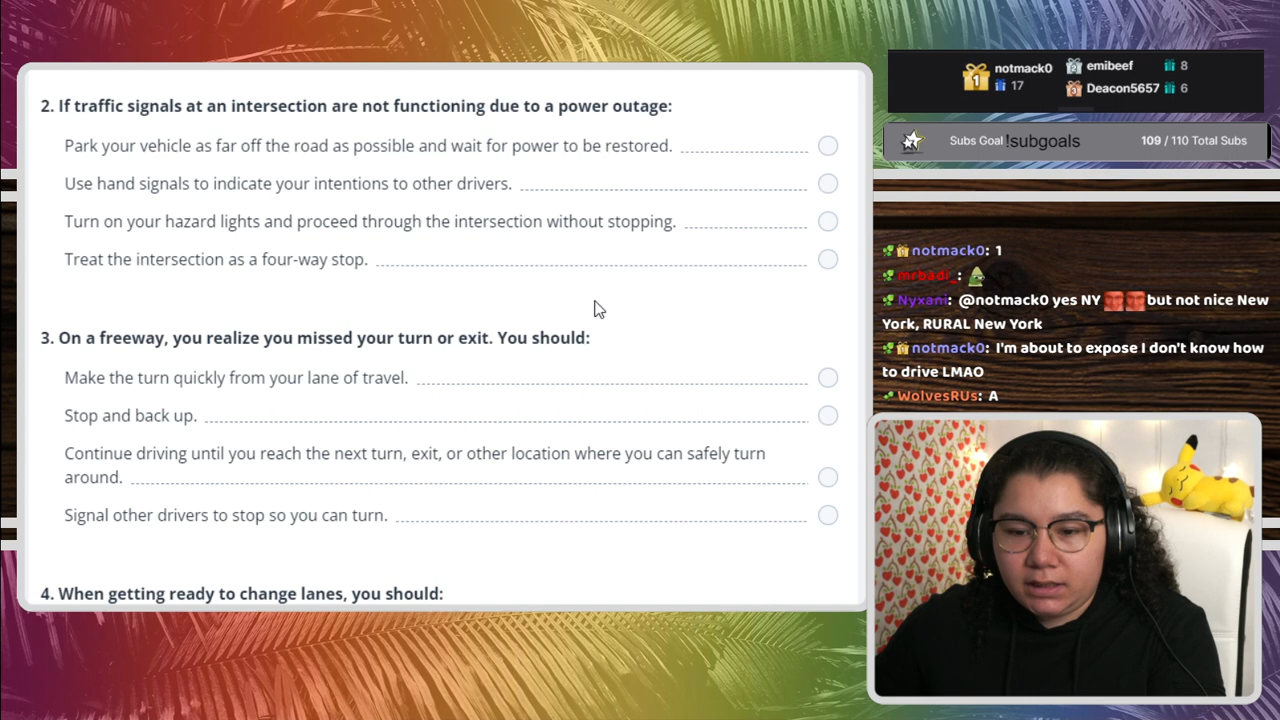 2. If traffic signals at an intersection are not functioning due to a power outage:
Park your vehicle as far off the road as possible and wait for power to be restored.
Use hand signals to indicate your intentions to other drivers.
Turn on your hazard lights and proceed through the intersection without stopping.
Treat the intersection as a four-way stop.
3. On a freeway, you realize you missed your turn or exit. You should:
Make the turn quickly from your lane of travel.
Stop and back up.
Continue driving until you reach the next turn, exit, or other location where you can safely turn
around.
Signal other drivers to stop so you can turn.
4. When getting ready to change lanes, you should:
1 notmack0 17
2 emibeef 8
3 Deacon5657 6
Subs Goal !subgoals 109 / 110 Total Subs
notmack0: 1
mrbadi_:
Nyxani: @notmack0 yes NY but not nice New
York, RURAL New York
notmack0: I'm about to expose I don't know how
to drive LMAO
WolvesRUs: A